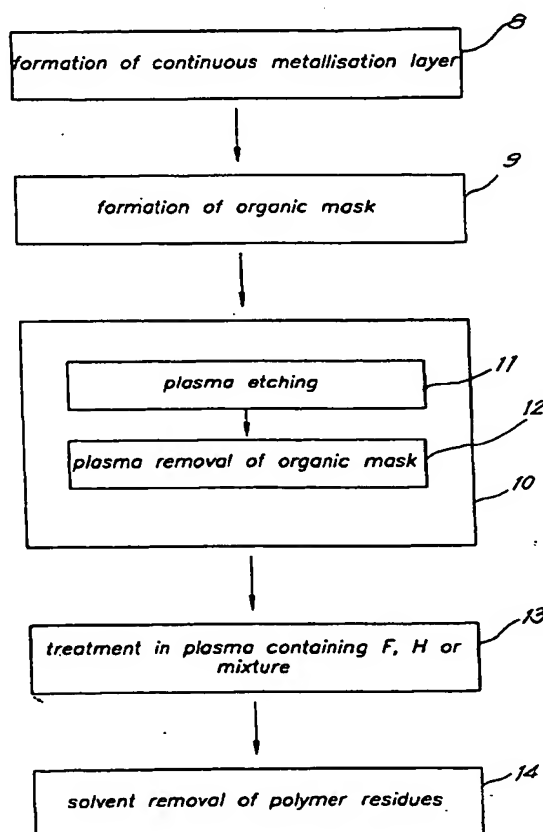 8
formation of continuous metallisation layer
9
formation of organic mask
11
plasma etching
12
plasma removal of organic mask
10
13
treatment in plasma containing F, H or
mixture
14
solvent removal of polymer residues